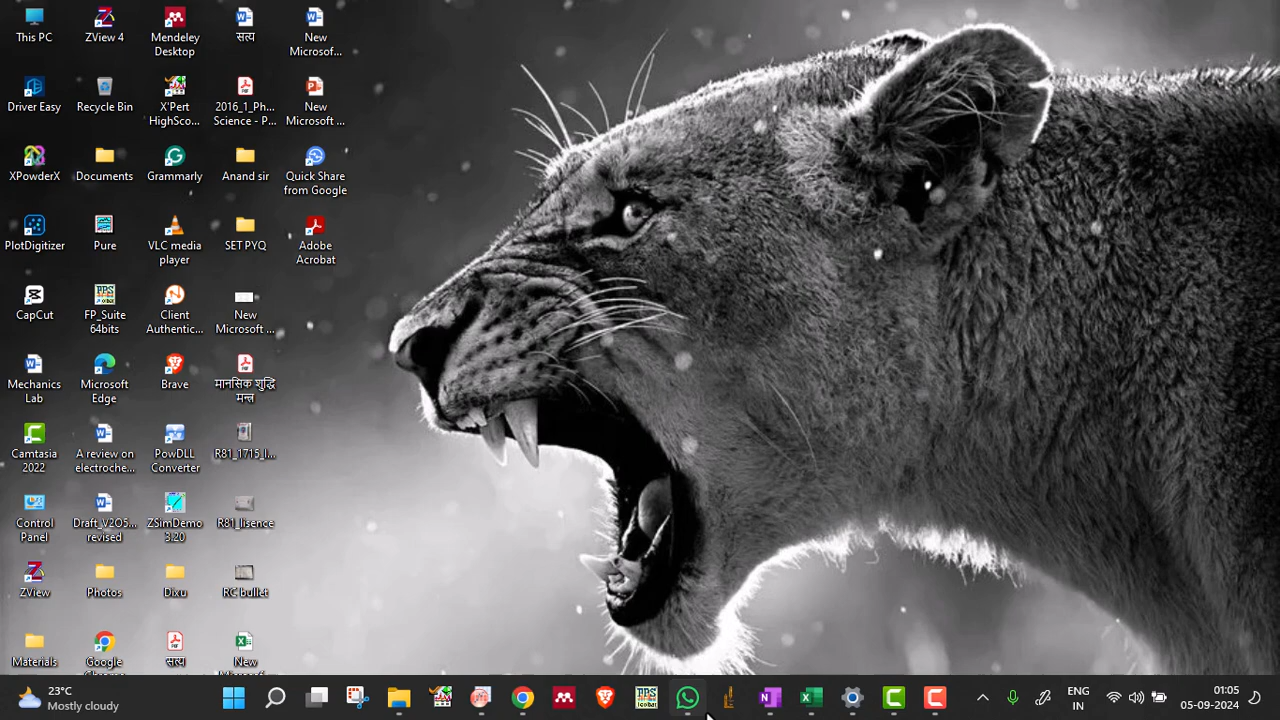 This PC
ZView 4
Mendeley
Desktop
सत्य
New
Microsof...
Driver Easy
Recycle Bin
X'Pert
HighSco...
2016_1_Ph...
Science - P...
New
Microsoft ...
XPowderX
Documents
Grammarly
Anand sir
Quick Share
from Google
PlotDigitizer
Pure
VLC media
player
SET PYQ
Adobe
Acrobat
CapCut
FP_Suite
64bits
Client
Authentic...
New
Microsoft ...
Mechanics
Lab
Microsoft
Edge
Brave
मानसिक शुद्धि
मन्त्र
Camtasia
2022
A review on
electroche...
PowDLL
Converter
R81_1715_l...
Control
Panel
Draft_V2O5...
revised
ZSimDemo
3.20
R81_lisence
ZView
Photos
Dixu
RC bullet
Materials
Google
सत्य
New
23°C
Mostly cloudy
ENG
IN
01:05
05-09-2024